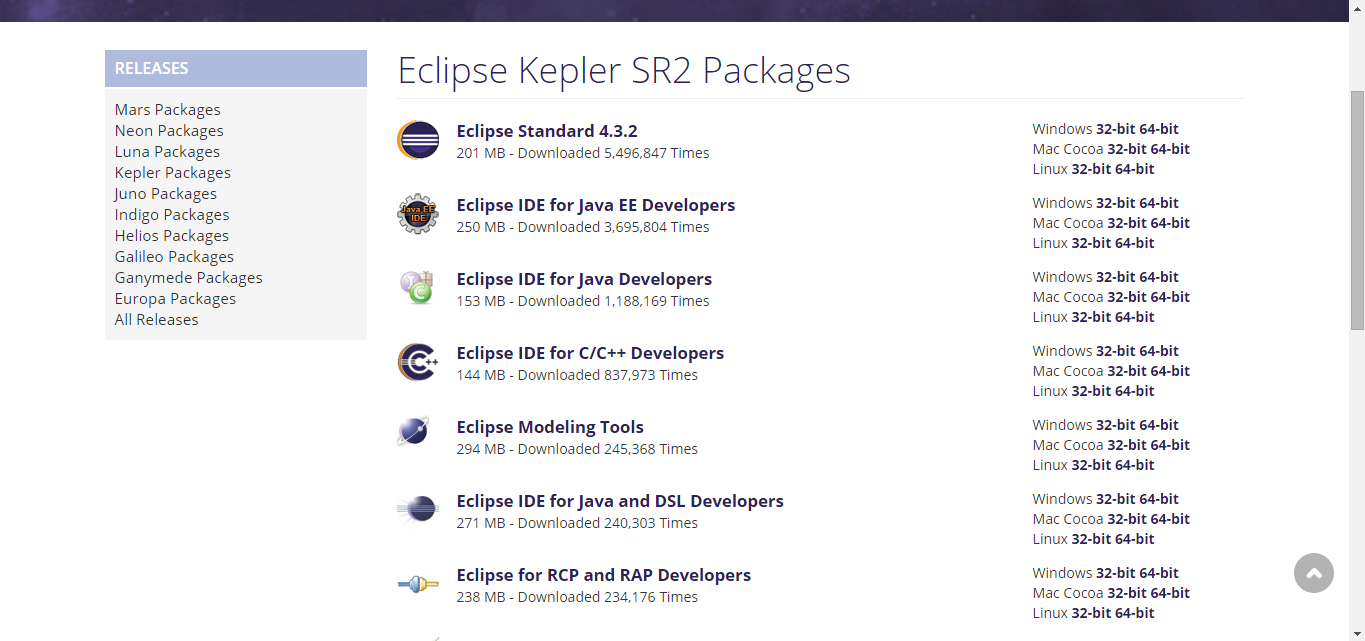 RELEASES
Mars Packages
Neon Packages
Luna Packages
Kepler Packages
Juno Packages
Indigo Packages
Helios Packages
Galileo Packages
Ganymede Packages
Europa Packages
All Releases
Eclipse Kepler SR2 Packages
Eclipse Standard 4.3.2
201 MB - Downloaded 5,496,847 Times
Windows 32-bit 64-bit
Mac Cocoa 32-bit 64-bit
Linux 32-bit 64-bit
Java EE
IDE
Eclipse IDE for Java EE Developers
250 MB - Downloaded 3,695,804 Times
Windows 32-bit 64-bit
Mac Cocoa 32-bit 64-bit
Linux 32-bit 64-bit
Eclipse IDE for Java Developers
153 MB - Downloaded 1,188,169 Times
Windows 32-bit 64-bit
Mac Cocoa 32-bit 64-bit
Linux 32-bit 64-bit
C++
Eclipse IDE for C/C++ Developers
144 MB - Downloaded 837,973 Times
Windows 32-bit 64-bit
Mac Cocoa 32-bit 64-bit
Linux 32-bit 64-bit
Eclipse Modeling Tools
294 MB - Downloaded 245,368 Times
Windows 32-bit 64-bit
Mac Cocoa 32-bit 64-bit
Linux 32-bit 64-bit
Eclipse IDE for Java and DSL Developers
271 MB - Downloaded 240,303 Times
Windows 32-bit 64-bit
Mac Cocoa 32-bit 64-bit
Linux 32-bit 64-bit
Eclipse for RCP and RAP Developers
238 MB - Downloaded 234,176 Times
Windows 32-bit 64-bit
Mac Cocoa 32-bit 64-bit
Linux 32-bit 64-bit